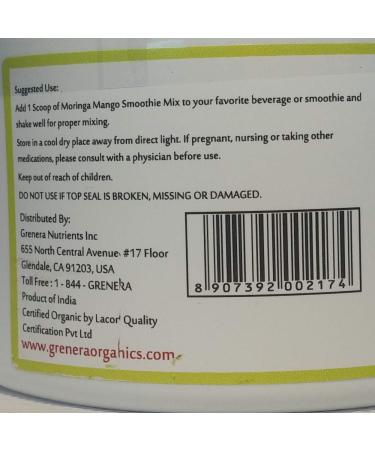 Suggested Use:
Add 1 Scoop of Moringa Mango Smoothie Mix to your favorite beverage or smoothie and
shake well for proper mixing.
Store in a cool dry place away from direct light. If pregnant, nursing or taking other
medications, please consult with a physician before use.
Keep out of reach of children.
DO NOT USE IF TOP SEAL IS BROKEN, MISSING OR DAMAGED.
Distributed By:
Grenera Nutrients Inc
655 North Central Avenue, #17 Floor
Glendale, CA 91203, USA
Toll Free : 1 - 844 - GRENERA
Product of India
Certified Organic by Lacon Quality
Certification Pvt Ltd
www.greneraorganics.com
8 907392 002174